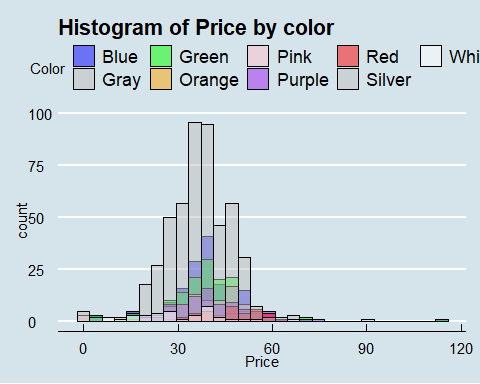 Histogram of Price by color
Color
Blue Green Pink Red Whi
Gray Orange Purple Silver
100
75
50
25
0
count
0 30 60 90 120
Price